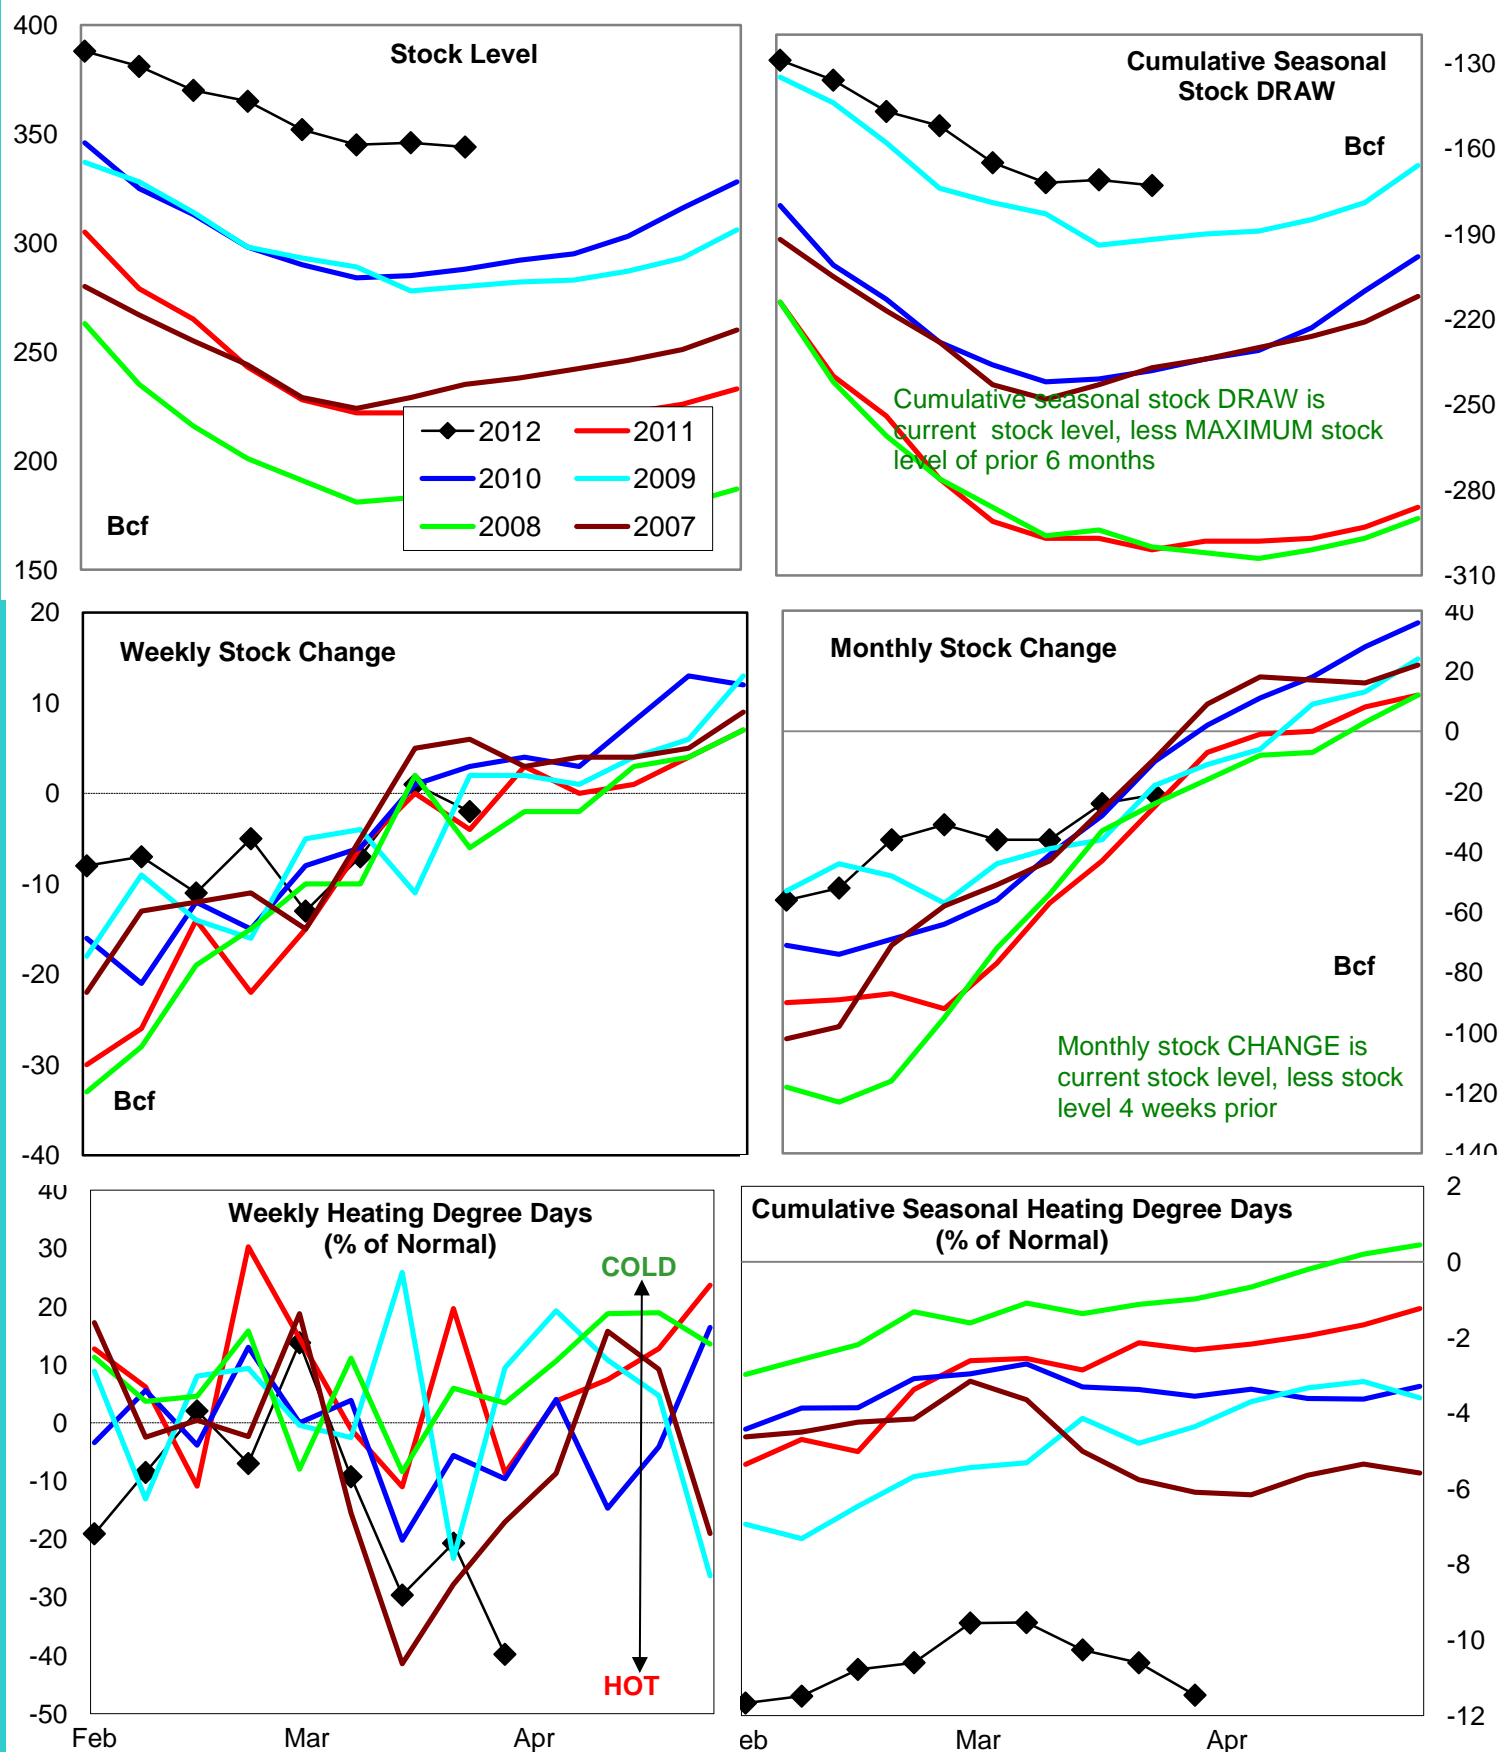 Stock Level
400
350
300
250
200
150
Bcf
2012 2011
2010 2009
2008 2007
Cumulative Seasonal
Stock DRAW
Bcf
-130
-160
-190
-220
-250
-280
-310
Cumulative seasonal stock DRAW is
current stock level, less MAXIMUM stock
level of prior 6 months
Weekly Stock Change
20
10
0
-10
-20
-30
-40
Bcf
Monthly Stock Change
40
20
0
-20
-40
-60
-80
-100
-120
-140
Bcf
Monthly stock CHANGE is
current stock level, less stock
level 4 weeks prior
Weekly Heating Degree Days
(% of Normal)
40
30
20
10
0
-10
-20
-30
-40
-50
COLD
HOT
Feb Mar Apr
Cumulative Seasonal Heating Degree Days
(% of Normal)
2
0
-2
-4
-6
-8
-10
-12
eb Mar Apr